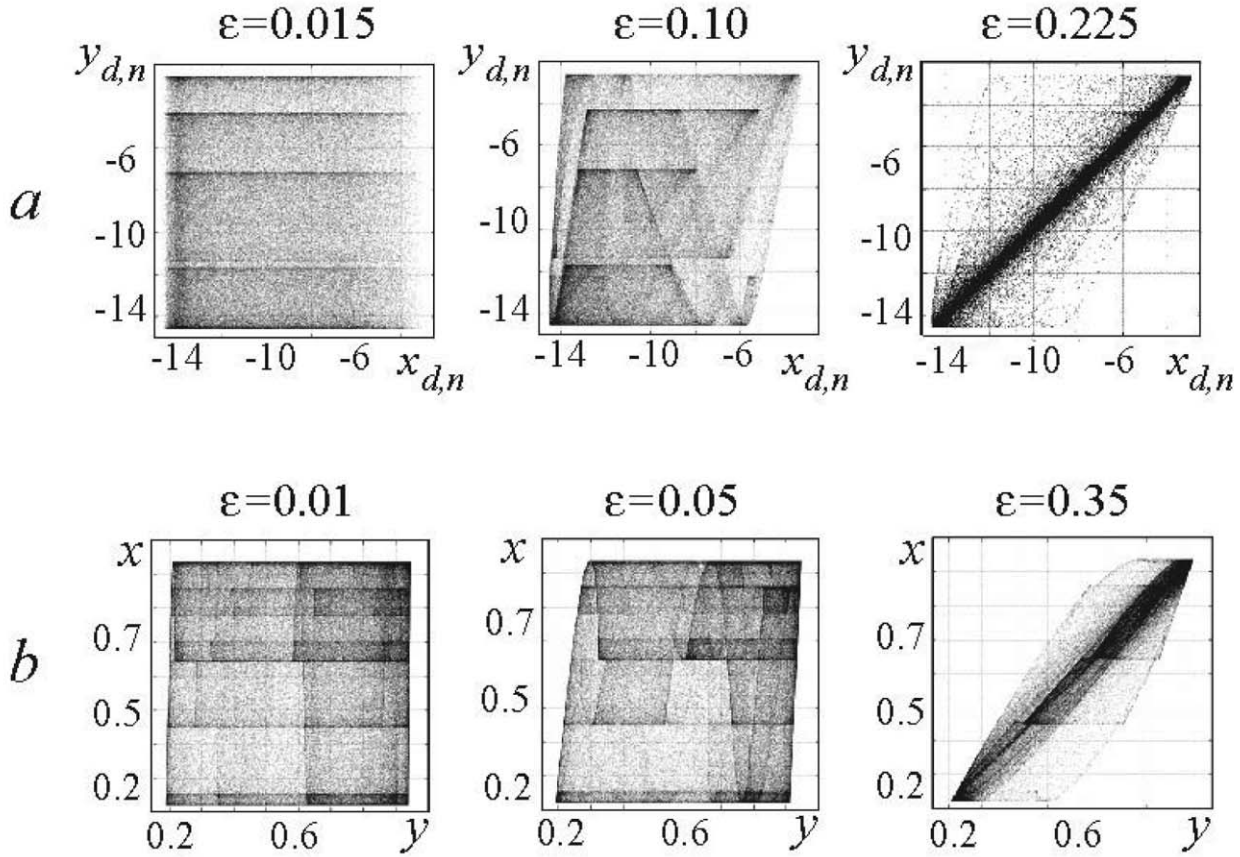 ε=0.015 ε=0.10 ε=0.225
y_{d,n} y_{d,n} y_{d,n}
-6 -6 -6
a
-10 -10 -10
-14 -14 -14
-14 -10 -6 x_{d,n} -14 -10 -6 x_{d,n} -14 -10 -6 x_{d,n}
ε=0.01 ε=0.05 ε=0.35
x x x
0.7 0.7 0.7
b
0.5 0.5 0.5
0.2 0.2 0.2
0.2 0.6 y 0.2 0.6 y 0.2 0.6 y